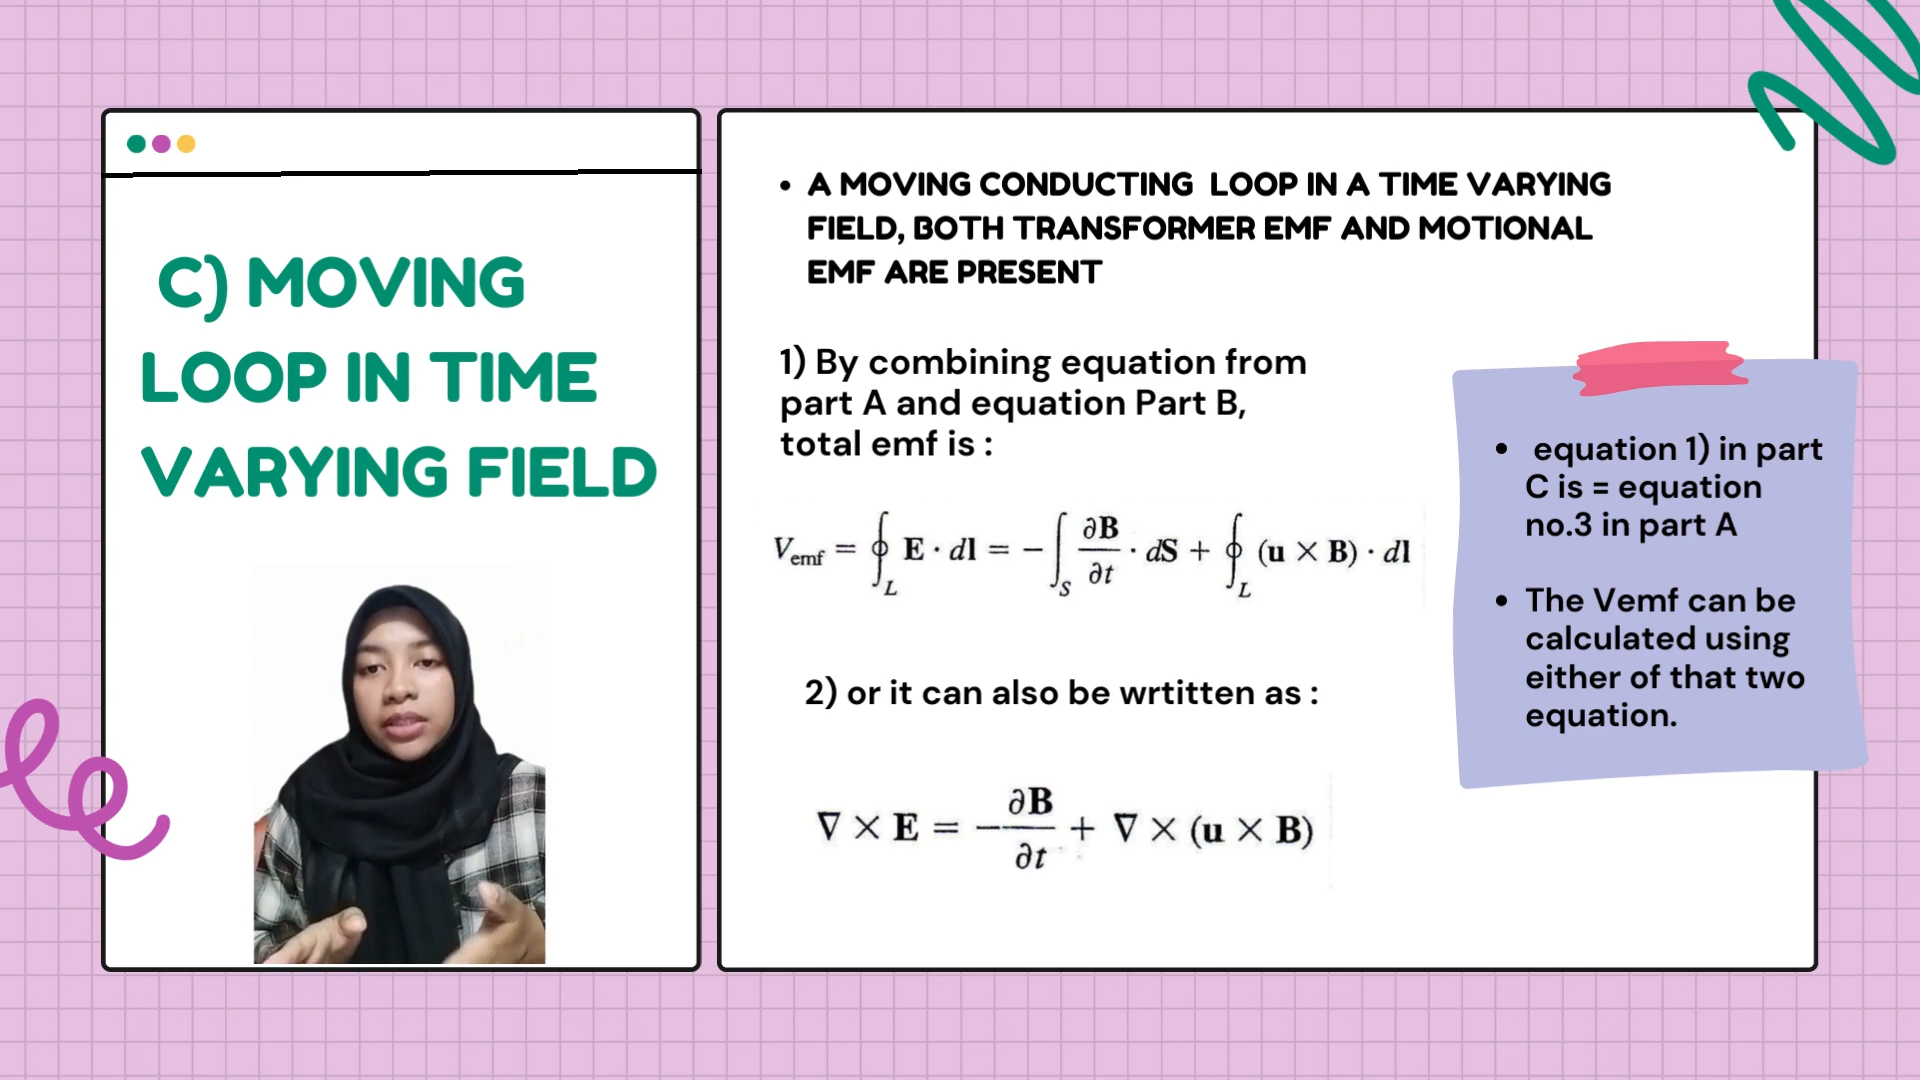 C) MOVING
LOOP IN TIME
VARYING FIELD
• A MOVING CONDUCTING LOOP IN A TIME VARYING
FIELD, BOTH TRANSFORMER EMF AND MOTIONAL
EMF ARE PRESENT
1) By combining equation from
part A and equation Part B,
total emf is :
V_emf = ∮_L E · dl = − ∫_S ∂B/∂t · dS + ∮_L (u × B) · dl
2) or it can also be wrtitten as :
∇ × E = − ∂B/∂t + ∇ × (u × B)
• equation 1) in part
C is = equation
no.3 in part A
• The Vemf can be
calculated using
either of that two
equation.